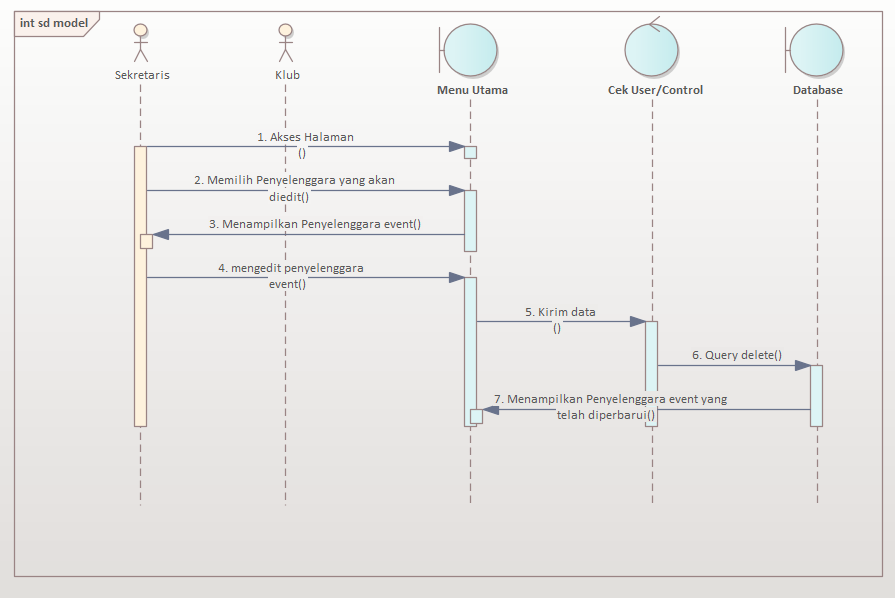 int sd model
Sekretaris
Klub
Menu Utama
Cek User/Control
Database
1. Akses Halaman
()
2. Memilih Penyelenggara yang akan
diedit()
3. Menampilkan Penyelenggara event()
4. mengedit penyelenggara
event()
5. Kirim data
()
6. Query delete()
7. Menampilkan Penyelenggara event yang
telah diperbarui()